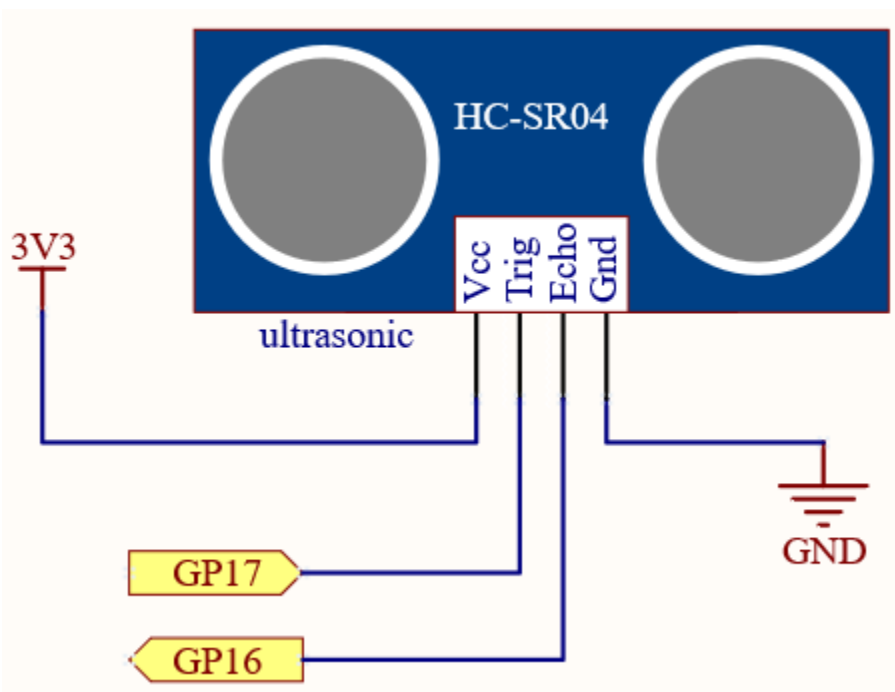 HC-SR04
3V3
Vcc
Trig
Echo
Gnd
ultrasonic
GND
GP17
GP16